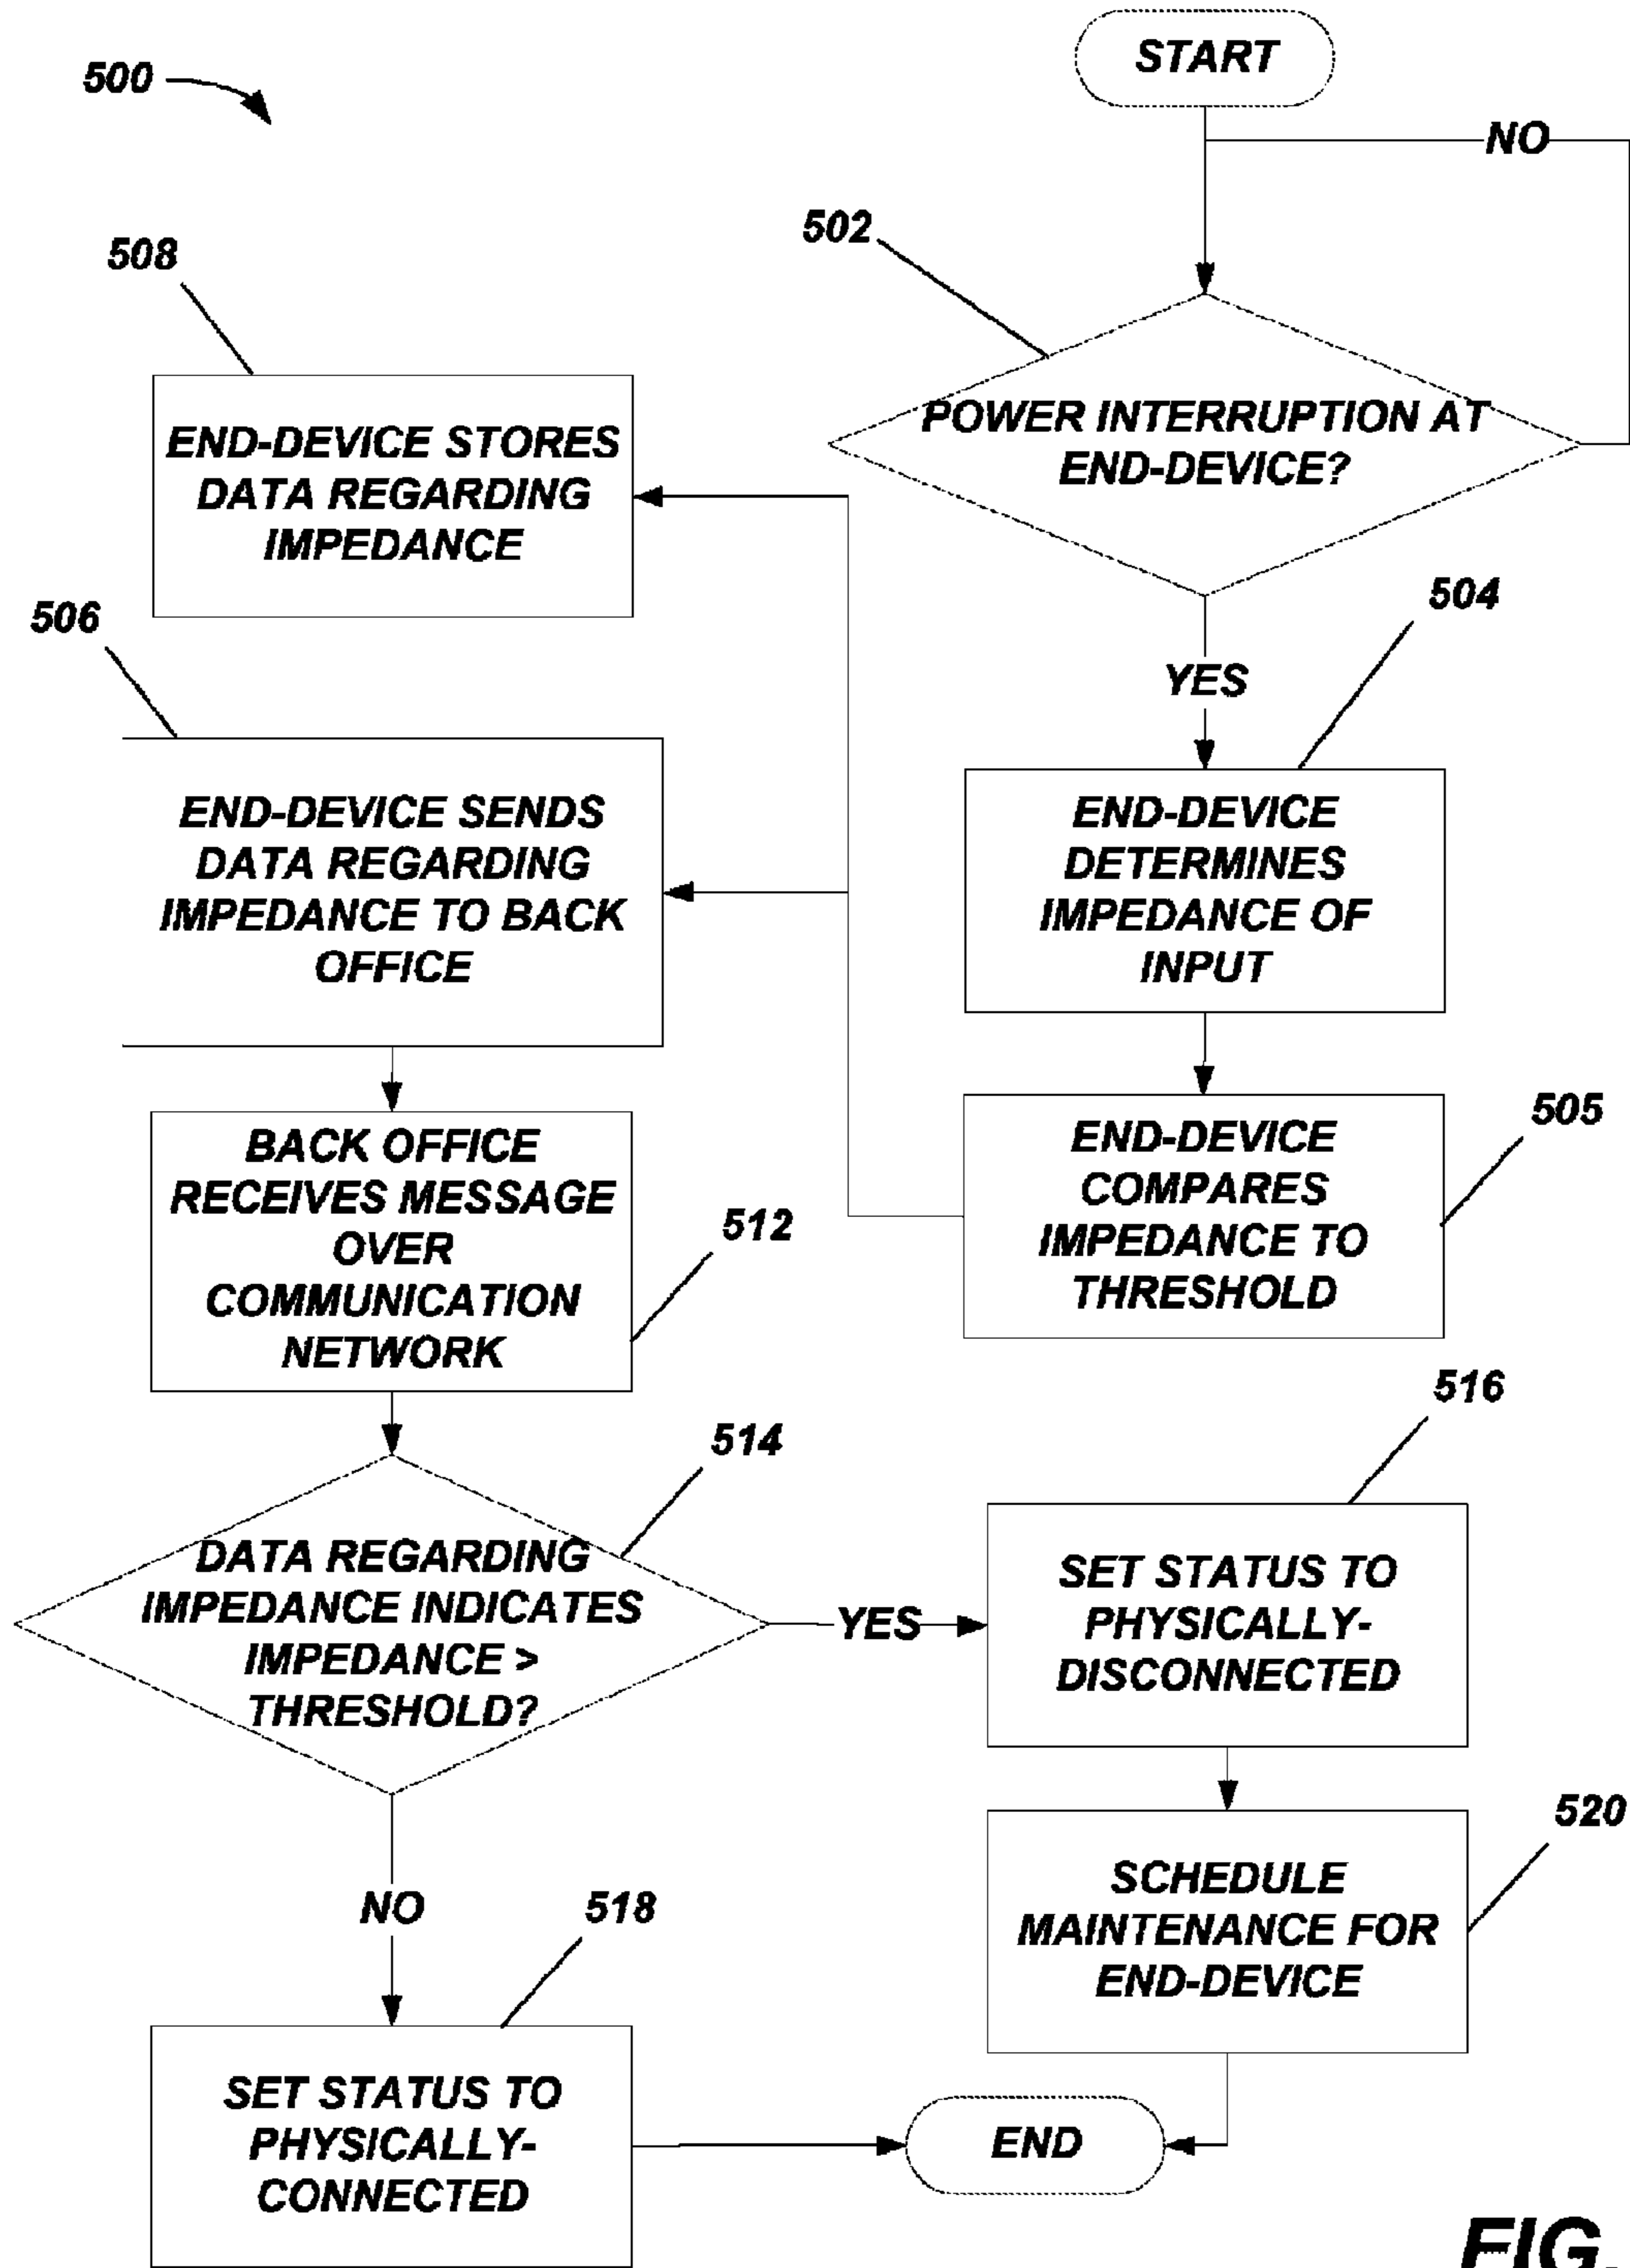 500
START
NO
502
508
POWER INTERRUPTION AT
END-DEVICE?
END-DEVICE STORES
DATA REGARDING
IMPEDANCE
504
506
YES
END-DEVICE SENDS
DATA REGARDING
IMPEDANCE TO BACK
OFFICE
END-DEVICE
DETERMINES
IMPEDANCE OF
INPUT
505
END-DEVICE
COMPARES
IMPEDANCE TO
THRESHOLD
BACK OFFICE
RECEIVES MESSAGE
OVER
COMMUNICATION
NETWORK
512
516
514
DATA REGARDING
IMPEDANCE INDICATES
IMPEDANCE >
THRESHOLD?
YES
SET STATUS TO
PHYSICALLY-
DISCONNECTED
520
SCHEDULE
MAINTENANCE FOR
END-DEVICE
NO
518
SET STATUS TO
PHYSICALLY-
CONNECTED
END
FIG.